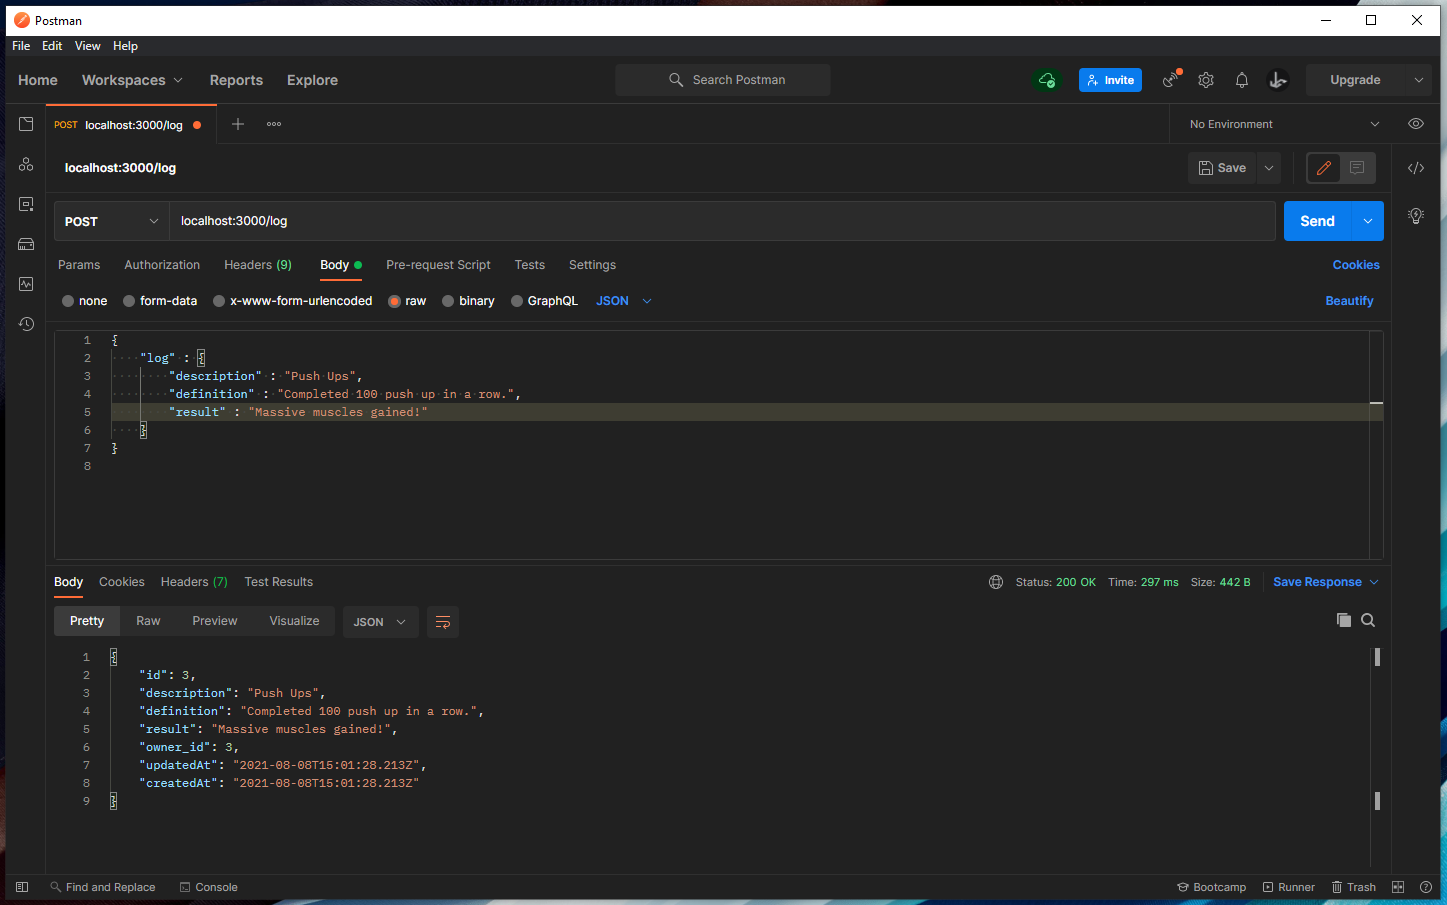 Postman
File Edit View Help
Home Workspaces Reports Explore Search Postman Invite Upgrade
POST localhost:3000/log No Environment
localhost:3000/log Save
POST localhost:3000/log Send
Params Authorization Headers (9) Body Pre-request Script Tests Settings Cookies
none form-data x-www-form-urlencoded raw binary GraphQL JSON Beautify
1 {
2 "log" : {
3 "description" : "Push Ups",
4 "definition" : "Completed 100 push up in a row.",
5 "result" : "Massive muscles gained!"
6 }
7 }
8
Body Cookies Headers (7) Test Results Status: 200 OK Time: 297 ms Size: 442 B Save Response
Pretty Raw Preview Visualize JSON
1 {
2 "id": 3,
3 "description": "Push Ups",
4 "definition": "Completed 100 push up in a row.",
5 "result": "Massive muscles gained!",
6 "owner_id": 3,
7 "updatedAt": "2021-08-08T15:01:28.213Z",
8 "createdAt": "2021-08-08T15:01:28.213Z"
9 }
Find and Replace Console Bootcamp Runner Trash